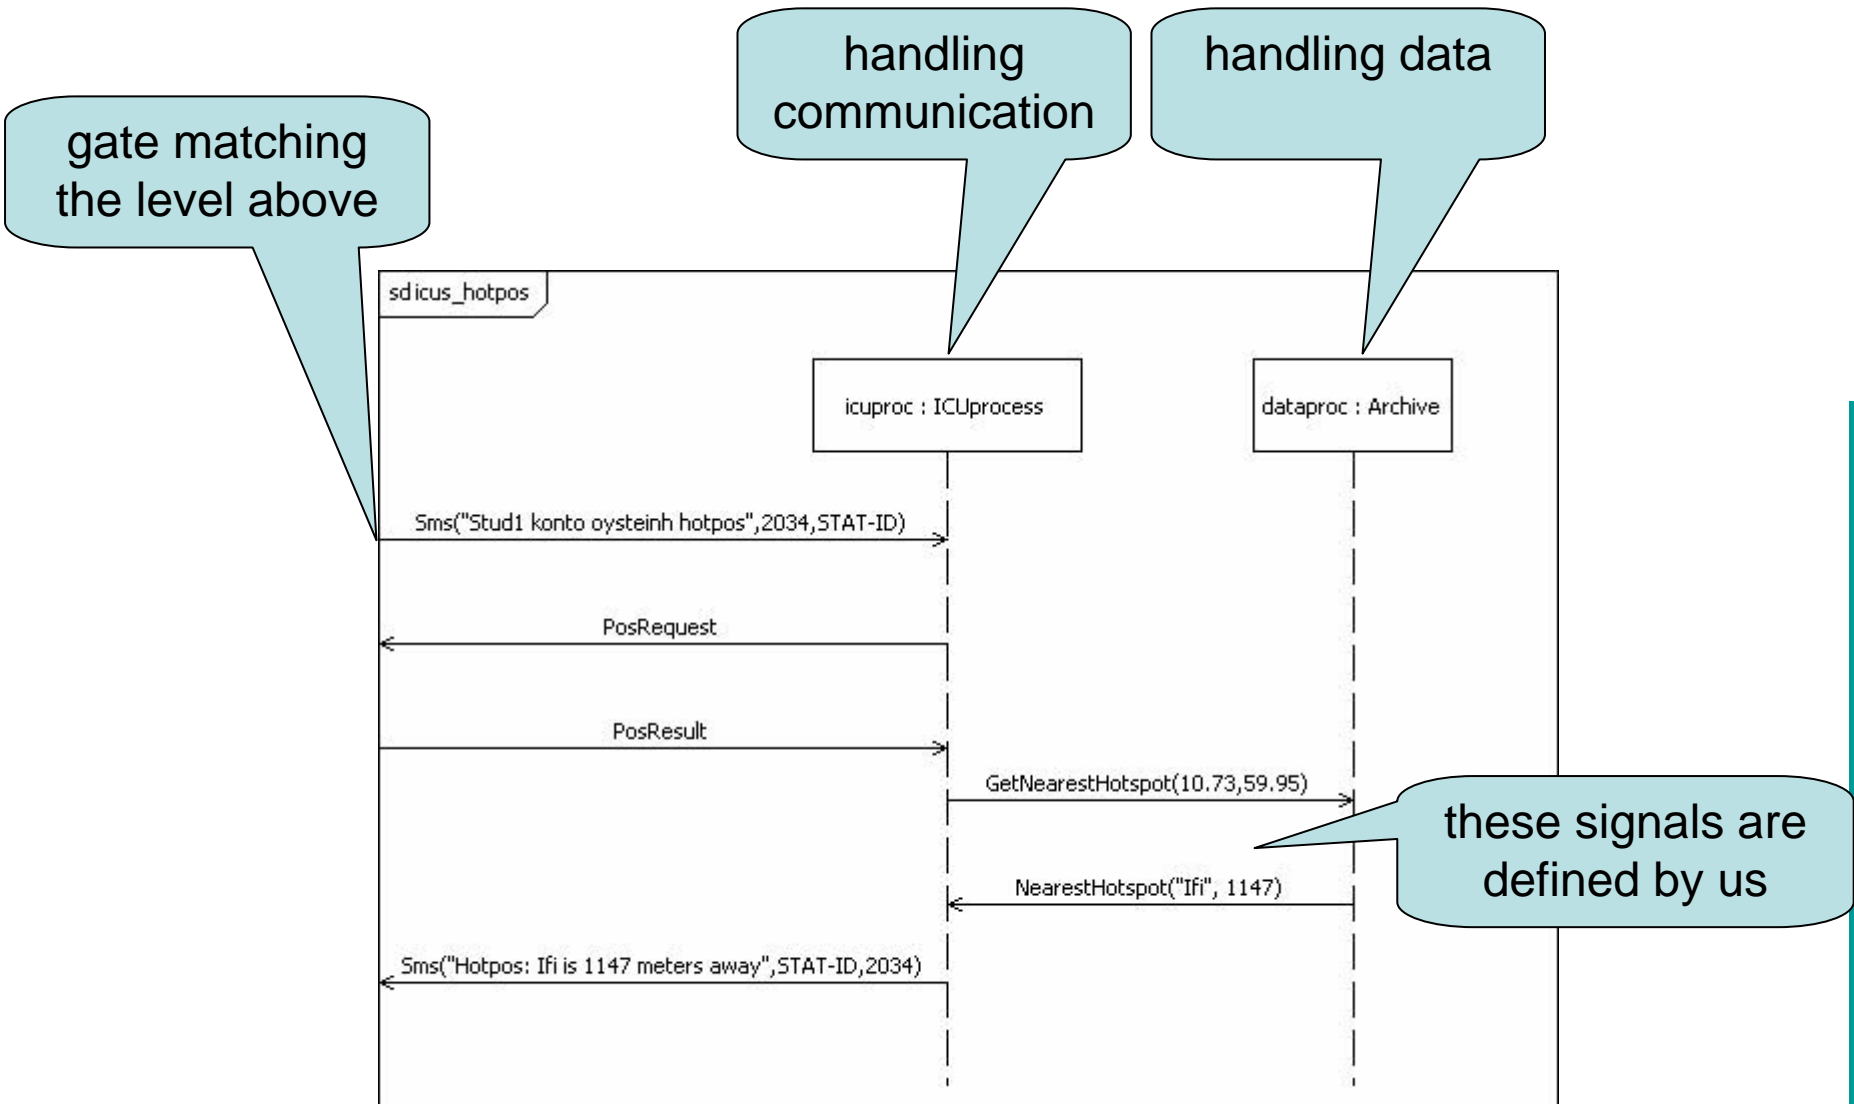 handling
communication
handling data
gate matching
the level above
sd icus_hotpos
icuproc : ICUprocess
dataproc : Archive
Sms("Stud1 konto oysteinh hotpos",2034,STAT-ID)
PosRequest
PosResult
GetNearestHotspot(10.73,59.95)
these signals are
defined by us
NearestHotspot("Ifi", 1147)
Sms("Hotpos: Ifi is 1147 meters away",STAT-ID,2034)